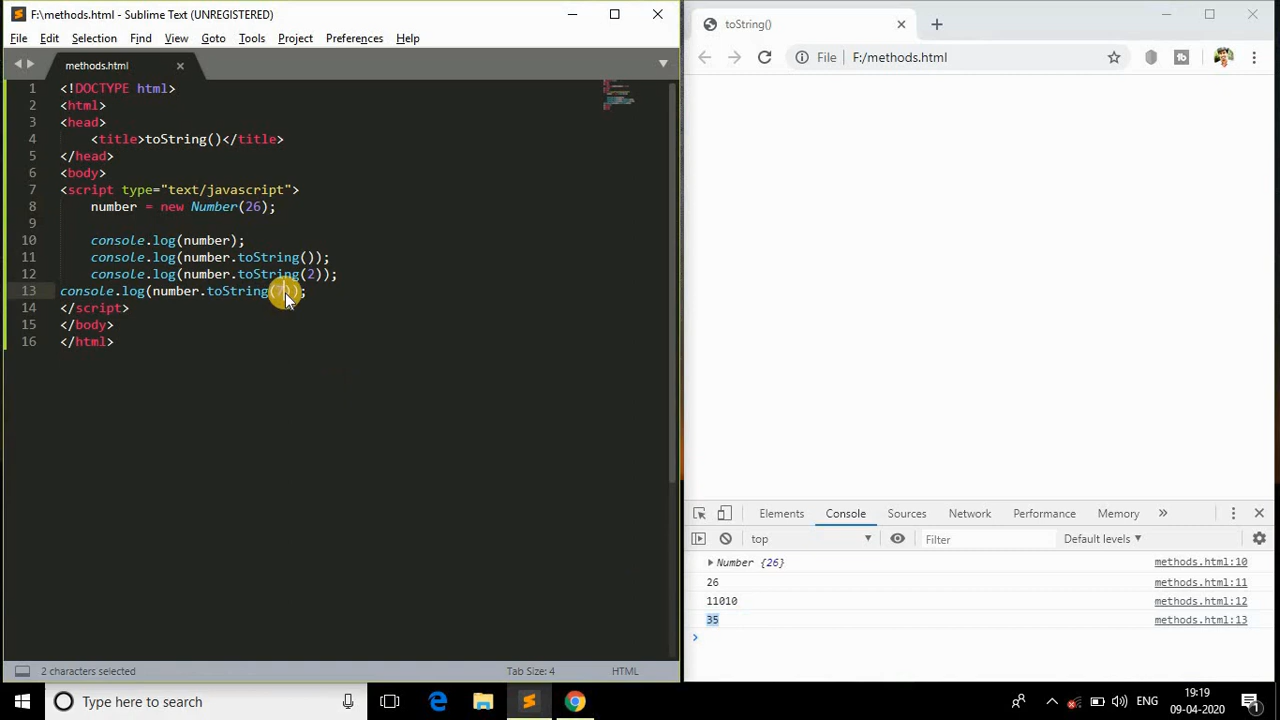 F:\methods.html - Sublime Text (UNREGISTERED)
File Edit Selection Find View Goto Tools Project Preferences Help
methods.html
1 <!DOCTYPE html>
2 <html>
3 <head>
4 <title>toString()</title>
5 </head>
6 <body>
7 <script type="text/javascript">
8 number = new Number(26);
9
10 console.log(number);
11 console.log(number.toString());
12 console.log(number.toString(2));
13 console.log(number.toString(7));
14 </script>
15 </body>
16 </html>
2 characters selected Tab Size: 4 HTML
toString()
File F:/methods.html
Elements Console Sources Network Performance Memory
top Filter Default levels
Number {26} methods.html:10
26 methods.html:11
11010 methods.html:12
35 methods.html:13
Type here to search
ENG
19:19
09-04-2020
1